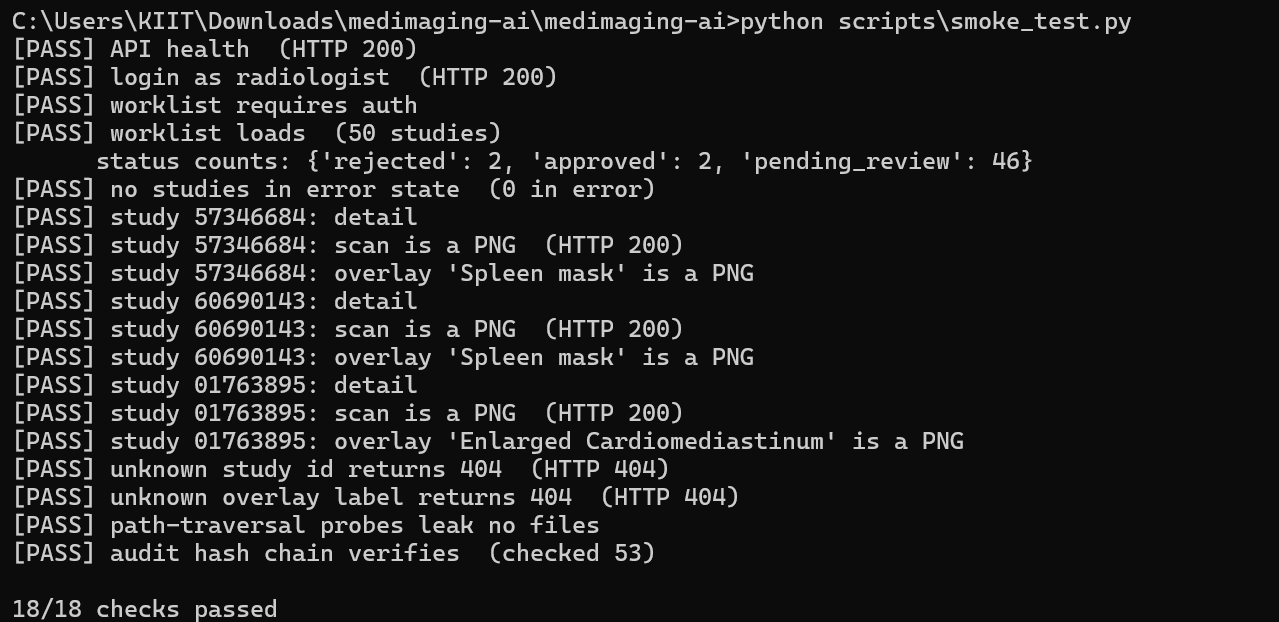 C:\Users\KIIT\Downloads\medimaging-ai\medimaging-ai>python scripts\smoke_test.py
[PASS] API health  (HTTP 200)
[PASS] login as radiologist  (HTTP 200)
[PASS] worklist requires auth
[PASS] worklist loads  (50 studies)
      status counts: {'rejected': 2, 'approved': 2, 'pending_review': 46}
[PASS] no studies in error state  (0 in error)
[PASS] study 57346684: detail
[PASS] study 57346684: scan is a PNG  (HTTP 200)
[PASS] study 57346684: overlay 'Spleen mask' is a PNG
[PASS] study 60690143: detail
[PASS] study 60690143: scan is a PNG  (HTTP 200)
[PASS] study 60690143: overlay 'Spleen mask' is a PNG
[PASS] study 01763895: detail
[PASS] study 01763895: scan is a PNG  (HTTP 200)
[PASS] study 01763895: overlay 'Enlarged Cardiomediastinum' is a PNG
[PASS] unknown study id returns 404  (HTTP 404)
[PASS] unknown overlay label returns 404  (HTTP 404)
[PASS] path-traversal probes leak no files
[PASS] audit hash chain verifies  (checked 53)

18/18 checks passed